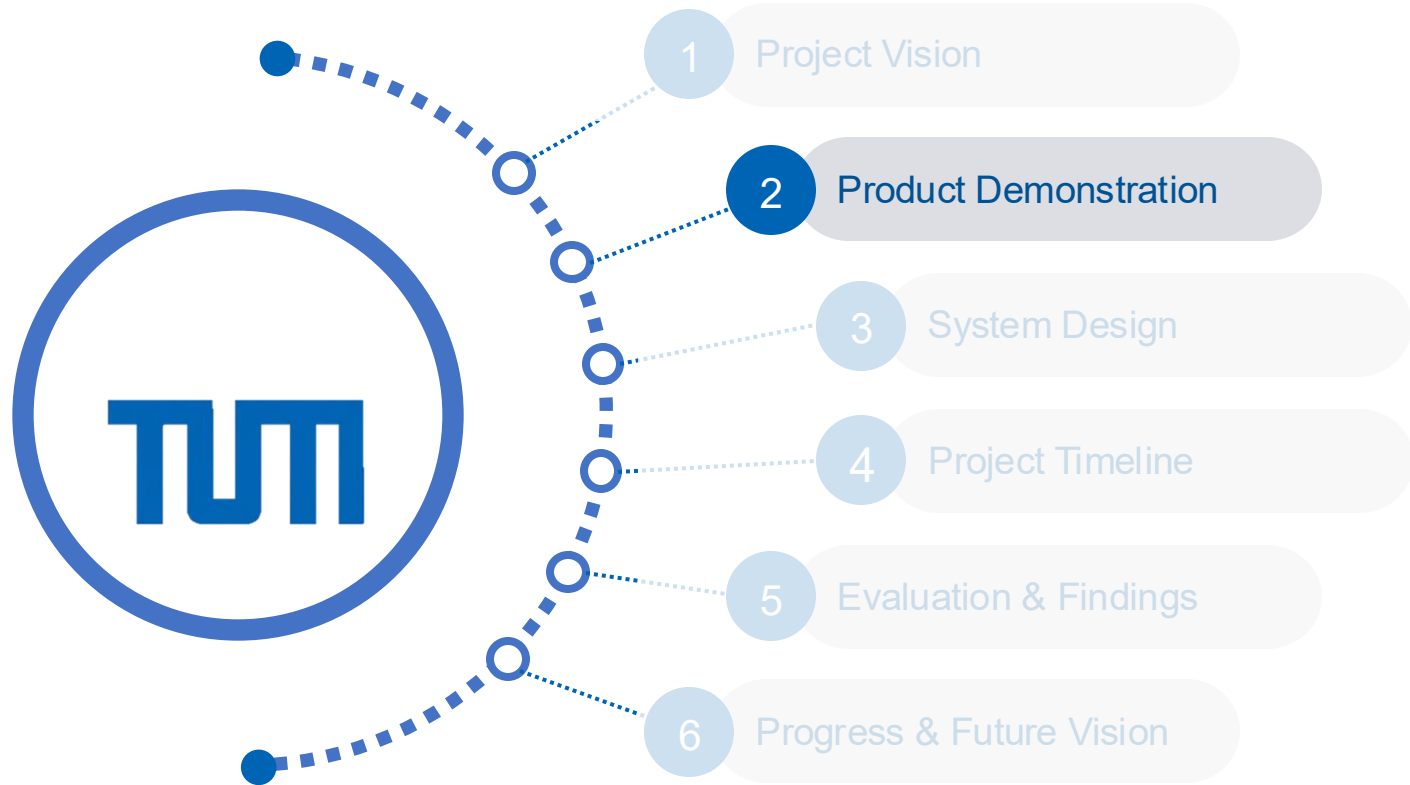 1 Project Vision
2 Product Demonstration
TUM
3 System Design
4 Project Timeline
5 Evaluation & Findings
6 Progress & Future Vision